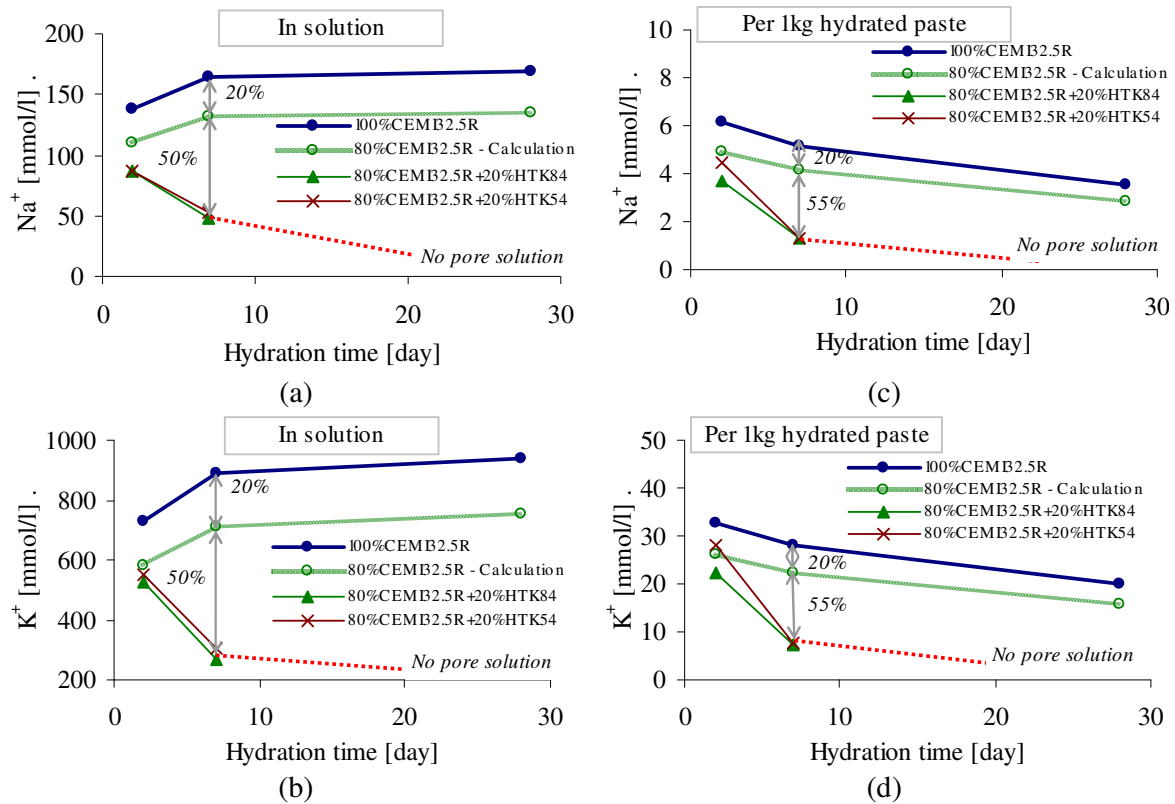 In solution
200
150
100
50
0
Na+ [mmol/l] .
20%
50%
100%CEMI32.5R
80%CEMI32.5R - Calculation
80%CEMI32.5R+20%HTK84
80%CEMI32.5R+20%HTK54
No pore solution
0 10 20 30
Hydration time [day]
(a)
Per 1kg hydrated paste
10
8
6
4
2
0
Na+ [mmol/l] .
100%CEMI32.5R
80%CEMI32.5R - Calculation
80%CEMI32.5R+20%HTK84
80%CEMI32.5R+20%HTK54
20%
55%
No pore solution
0 10 20 30
Hydration time [day]
(c)
In solution
1000
800
600
400
200
K+ [mmol/l] .
20%
50%
100%CEMI32.5R
80%CEMI32.5R - Calculation
80%CEMI32.5R+20%HTK84
80%CEMI32.5R+20%HTK54
No pore solution
0 10 20 30
Hydration time [day]
(b)
Per 1kg hydrated paste
50
40
30
20
10
0
K+ [mmol/l] .
100%CEMI32.5R
80%CEMI32.5R - Calculation
80%CEMI32.5R+20%HTK84
80%CEMI32.5R+20%HTK54
20%
55%
No pore solution
0 10 20 30
Hydration time [day]
(d)